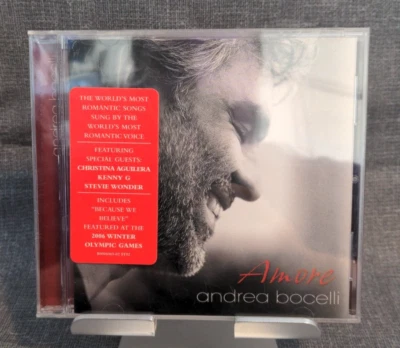 THE WORLD'S MOST
ROMANTIC SONGS
SUNG BY THE
WORLD'S MOST
ROMANTIC VOICE
FEATURING
SPECIAL GUESTS:
CHRISTINA AGUILERA
KENNY G
STEVIE WONDER
INCLUDES
"BECAUSE WE
BELIEVE"
FEATURED AT THE
2006 WINTER
OLYMPIC GAMES
Amore
andrea bocelli